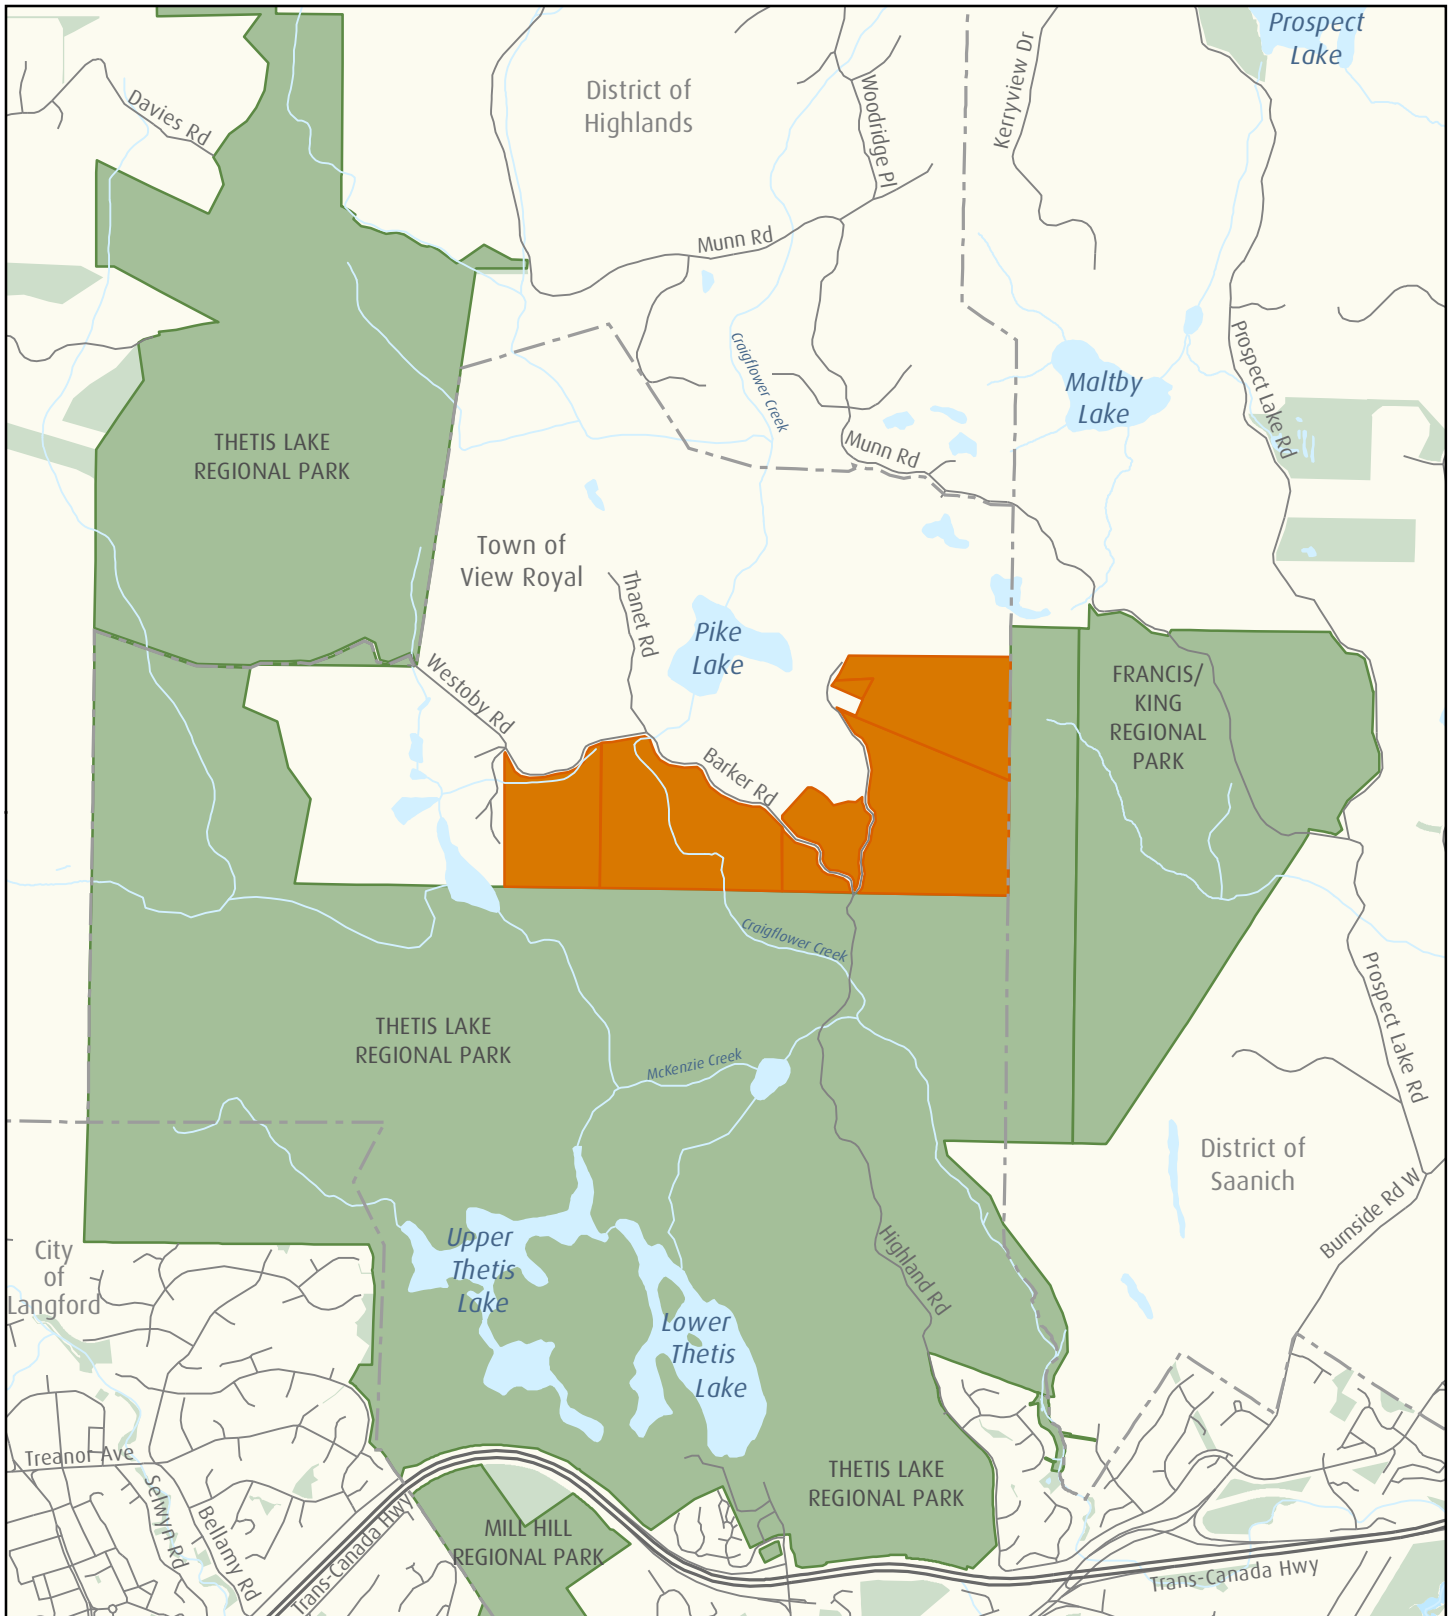 Prospect
Lake
District of
Highlands
Davies Rd
Woodridge Pl
Kerryview Dr
Munn Rd
Craigflower Creek
Prospect Lake Rd
Maltby
Lake
THETIS LAKE
REGIONAL PARK
Munn Rd
Town of
View Royal
Thanet Rd
Pike
Lake
Westoby Rd
Barker Rd
FRANCIS/
KING
REGIONAL
PARK
Craigflower Creek
THETIS LAKE
REGIONAL PARK
McKenzie Creek
Prospect Lake Rd
District of
Saanich
Burnside Rd W
City
of
Langford
Upper
Thetis
Lake
Highland Rd
Lower
Thetis
Lake
Treanor Ave
Selwyn Rd
Bellamy Rd
Trans-Canada Hwy
THETIS LAKE
REGIONAL PARK
MILL HILL
REGIONAL PARK
Trans-Canada Hwy